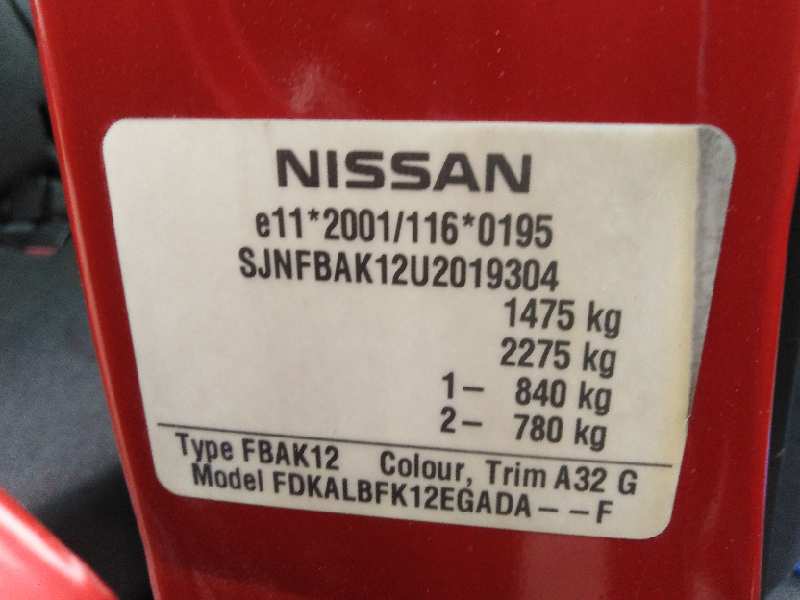 NISSAN
e11*2001/116*0195
SJNFBAK12U2019304
1475 kg
2275 kg
1- 840 kg
2- 780 kg
Type FBAK12 Colour, Trim A32 G
Model FDKALBFK12EGADA--F